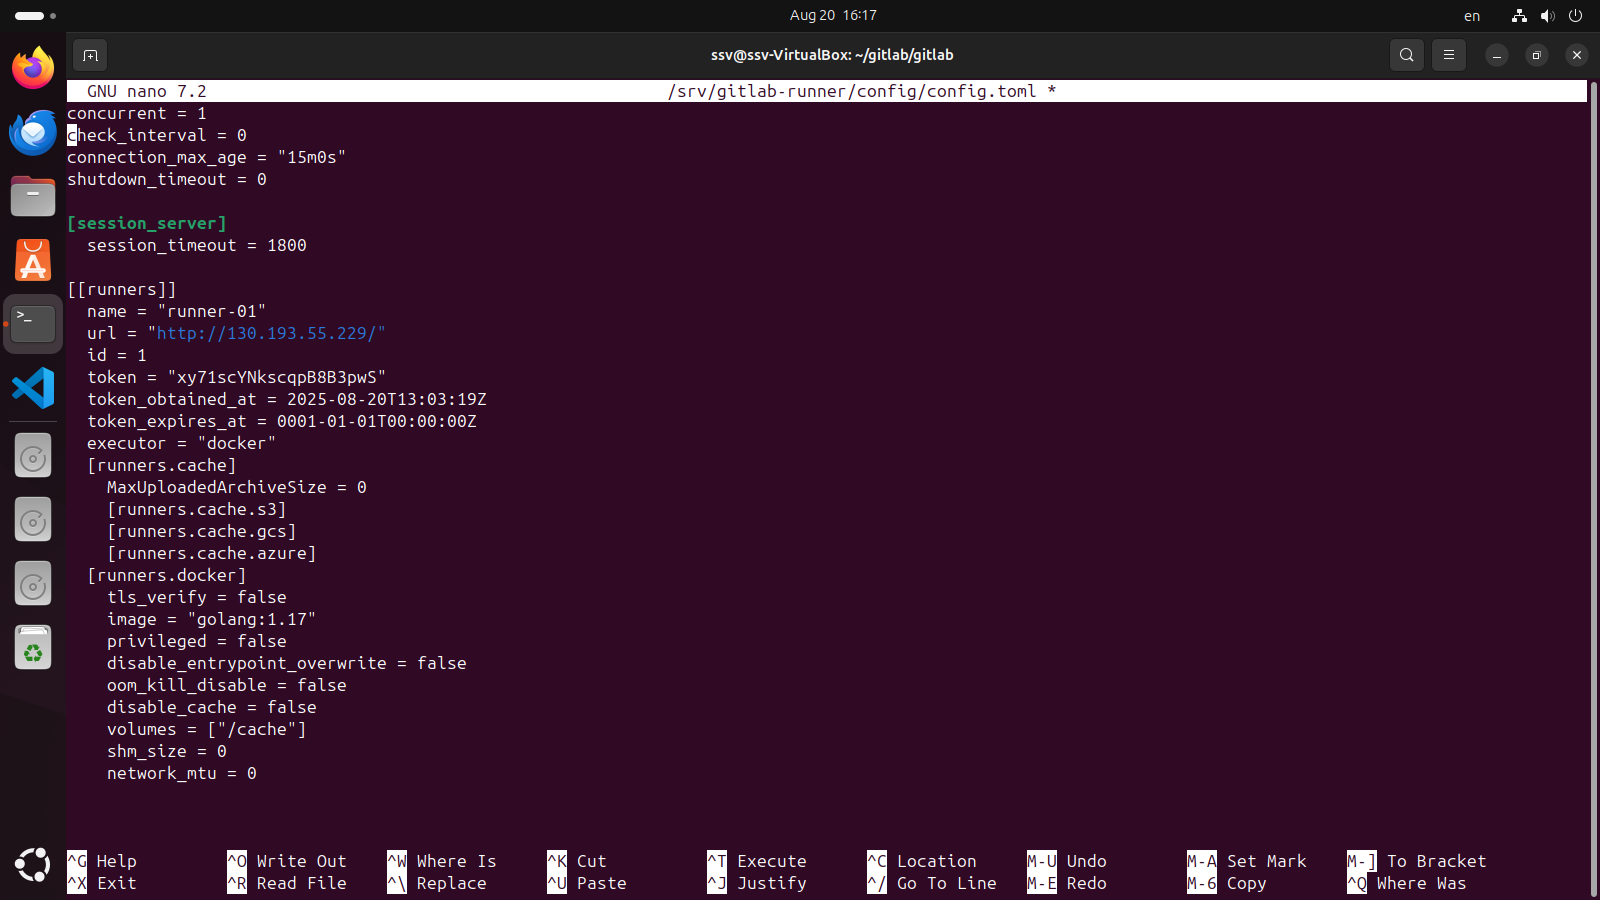 Aug 20 16:17
en
ssv@ssv-VirtualBox: ~/gitlab/gitlab
GNU nano 7.2 /srv/gitlab-runner/config/config.toml *
concurrent = 1
check_interval = 0
connection_max_age = "15m0s"
shutdown_timeout = 0
[session_server]
session_timeout = 1800
[[runners]]
name = "runner-01"
url = "http://130.193.55.229/"
id = 1
token = "xy71scYNkscqpB8B3pwS"
token_obtained_at = 2025-08-20T13:03:19Z
token_expires_at = 0001-01-01T00:00:00Z
executor = "docker"
[runners.cache]
MaxUploadedArchiveSize = 0
[runners.cache.s3]
[runners.cache.gcs]
[runners.cache.azure]
[runners.docker]
tls_verify = false
image = "golang:1.17"
privileged = false
disable_entrypoint_overwrite = false
oom_kill_disable = false
disable_cache = false
volumes = ["/cache"]
shm_size = 0
network_mtu = 0
^G Help ^O Write Out ^W Where Is ^K Cut ^T Execute ^C Location M-U Undo M-A Set Mark M-] To Bracket
^X Exit ^R Read File ^\ Replace ^U Paste ^J Justify ^/ Go To Line M-E Redo M-6 Copy ^Q Where Was